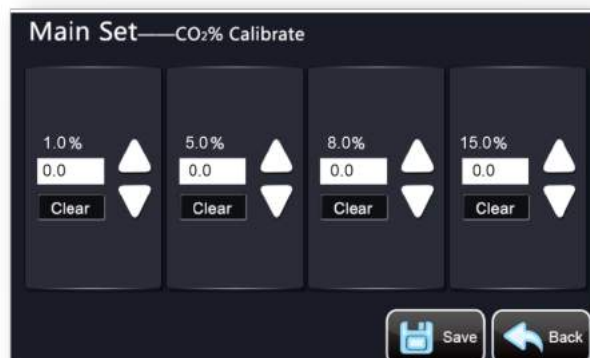 Main Set——CO₂% Calibrate
1.0% 5.0% 8.0% 15.0%
0.0 0.0 0.0 0.0
Clear Clear Clear Clear
Save Back